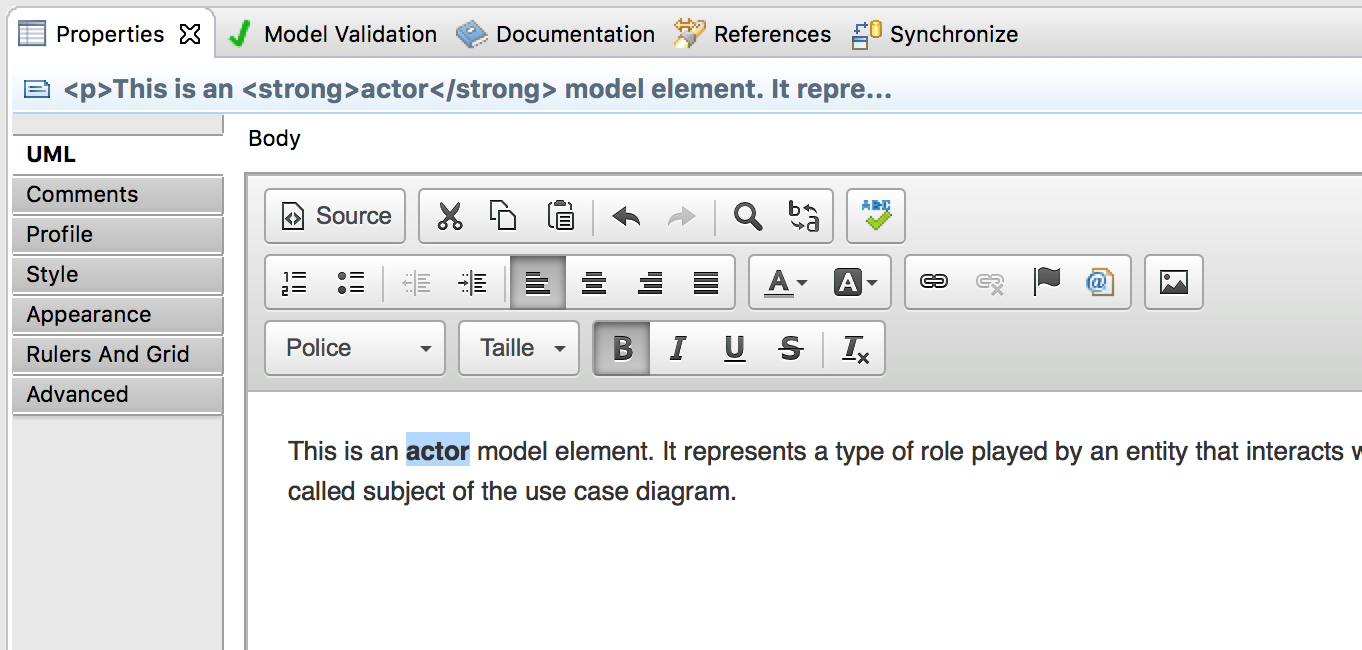 Properties Model Validation Documentation References Synchronize
<p>This is an <strong>actor</strong> model element. It repre...
Body
UML
Comments
Profile
Style
Appearance
Rulers And Grid
Advanced
Source
ABC
Police Taille B I U S Tx
This is an actor model element. It represents a type of role played by an entity that interacts w
called subject of the use case diagram.